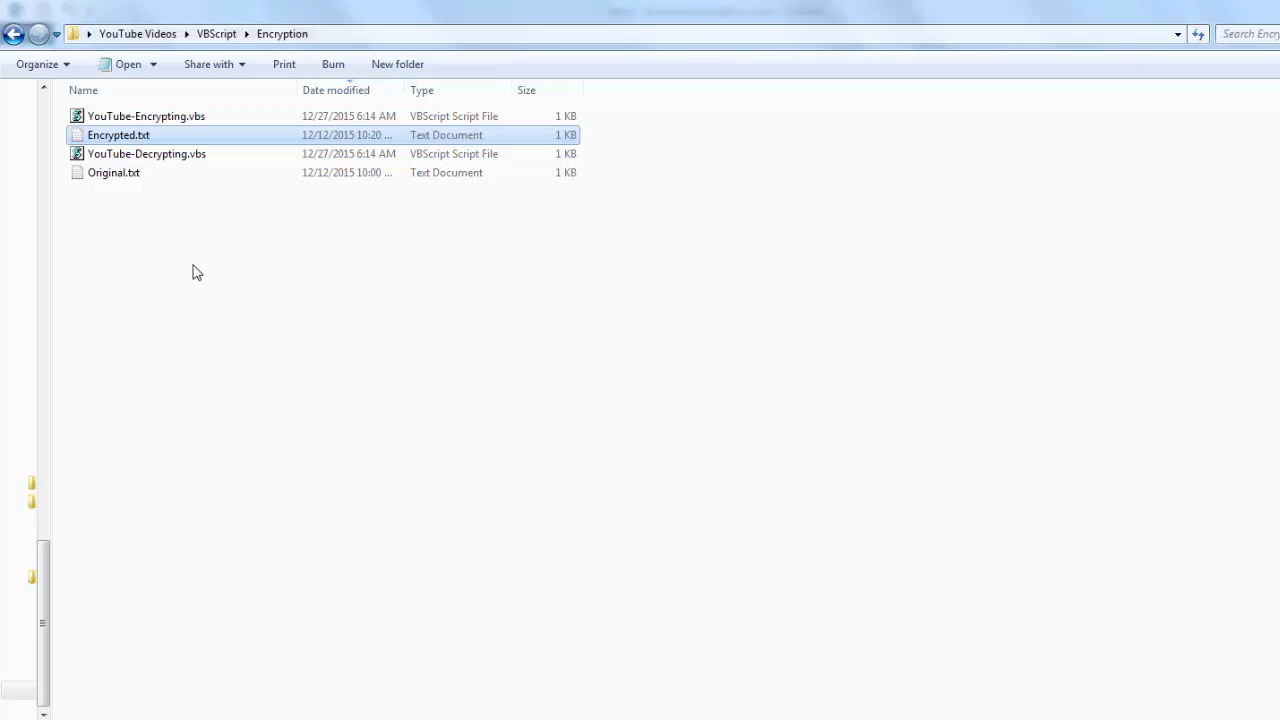 YouTube Videos VBScript Encryption Search Encry
Organize Open Share with Print Burn New folder
Name Date modified Type Size
YouTube-Encrypting.vbs 12/27/2015 6:14 AM VBScript Script File 1 KB
Encrypted.txt 12/12/2015 10:20 ... Text Document 1 KB
YouTube-Decrypting.vbs 12/27/2015 6:14 AM VBScript Script File 1 KB
Original.txt 12/12/2015 10:00 ... Text Document 1 KB